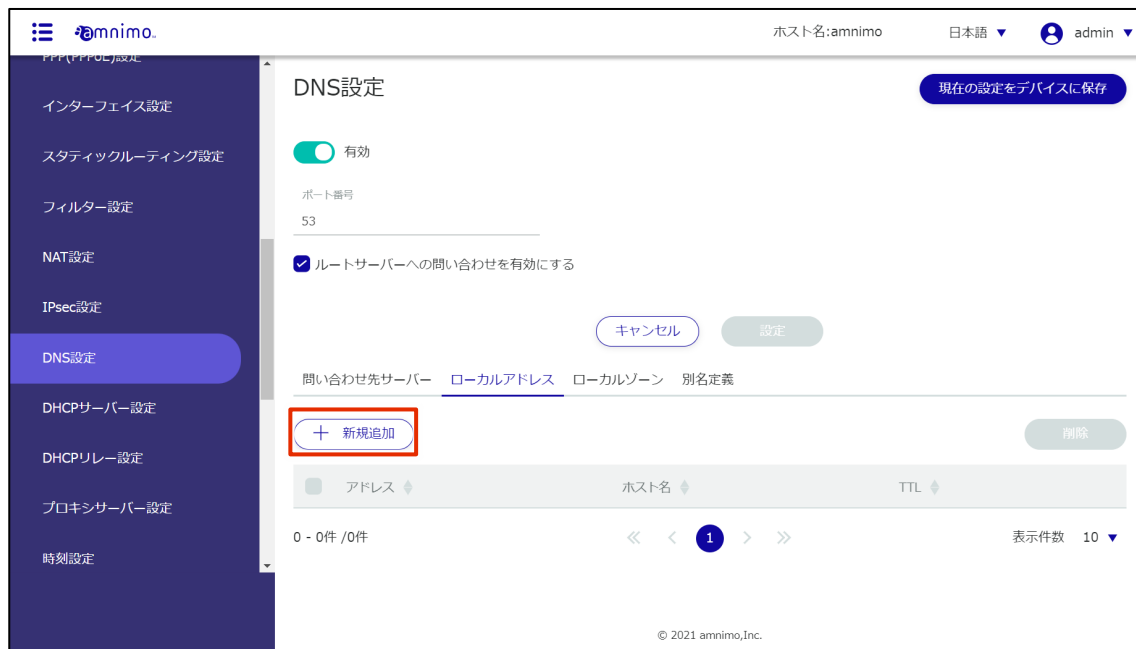 amnimo
ホスト名:amnimo
日本語
admin
PPP(PPPoE)設定
インターフェイス設定
スタティックルーティング設定
フィルター設定
NAT設定
IPsec設定
DNS設定
DHCPサーバー設定
DHCPリレー設定
プロキシサーバー設定
時刻設定
DNS設定
現在の設定をデバイスに保存
有効
ポート番号
53
ルートサーバーへの問い合わせを有効にする
キャンセル
設定
問い合わせ先サーバー ローカルアドレス ローカルゾーン 別名定義
+ 新規追加
削除
アドレス ホスト名 TTL
0 - 0件 /0件
« < 1 > »
表示件数 10
© 2021 amnimo,Inc.